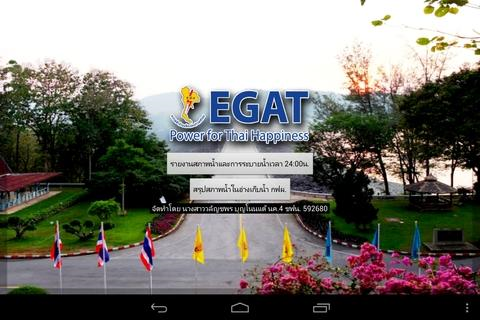 EGAT
Power for Thai Happiness
รายงานสภาพน้ำและการระบายน้ำเวลา 24:00น.
สรุปสภาพน้ำในอ่างเก็บน้ำ กฟผ.
จัดทำโดย นางสาววลัญชพร บุญโนนแต้ นค.4 ชฟน. 592680